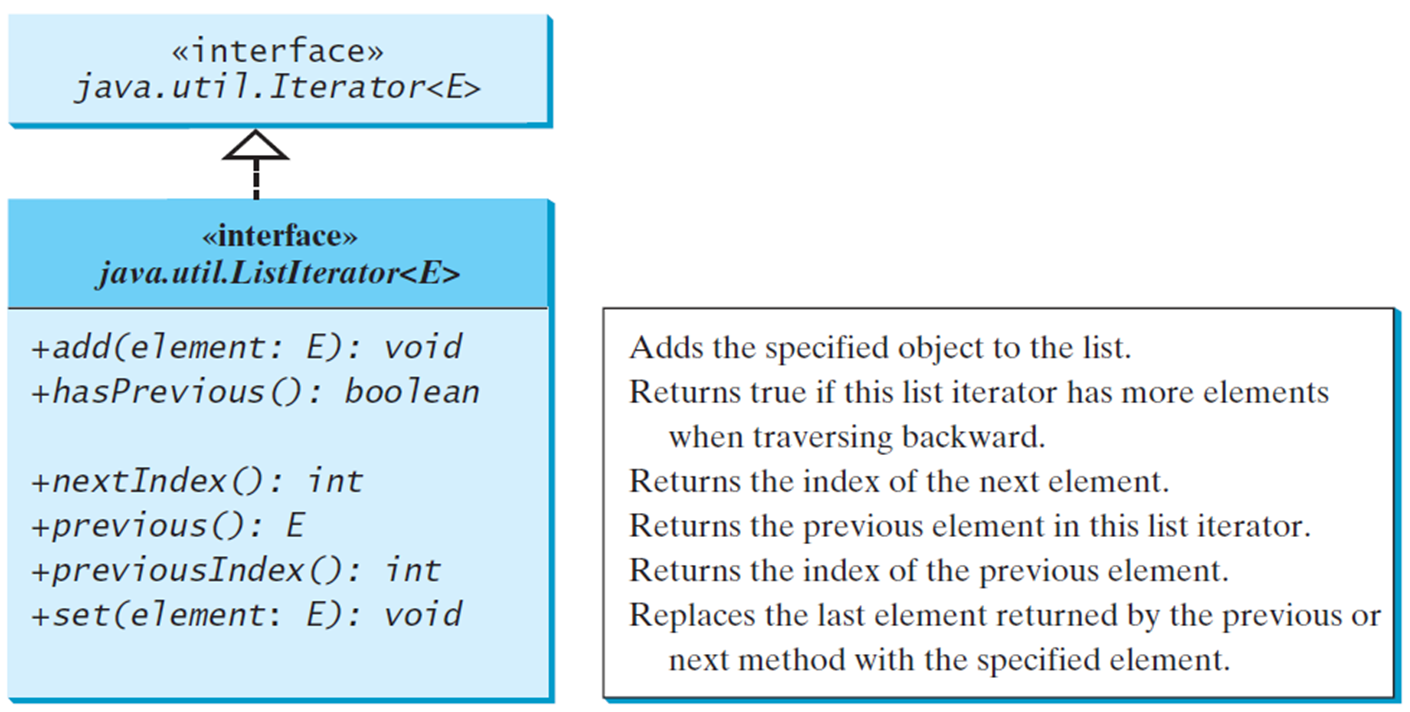 «interface»
java.util.Iterator<E>
«interface»
java.util.ListIterator<E>
+add(element: E): void
+hasPrevious(): boolean
+nextIndex(): int
+previous(): E
+previousIndex(): int
+set(element: E): void
Adds the specified object to the list.
Returns true if this list iterator has more elements
when traversing backward.
Returns the index of the next element.
Returns the previous element in this list iterator.
Returns the index of the previous element.
Replaces the last element returned by the previous or
next method with the specified element.